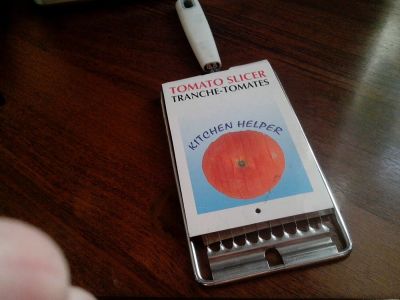 TOMATO SLICER
TRANCHE-TOMATES
KITCHEN HELPER